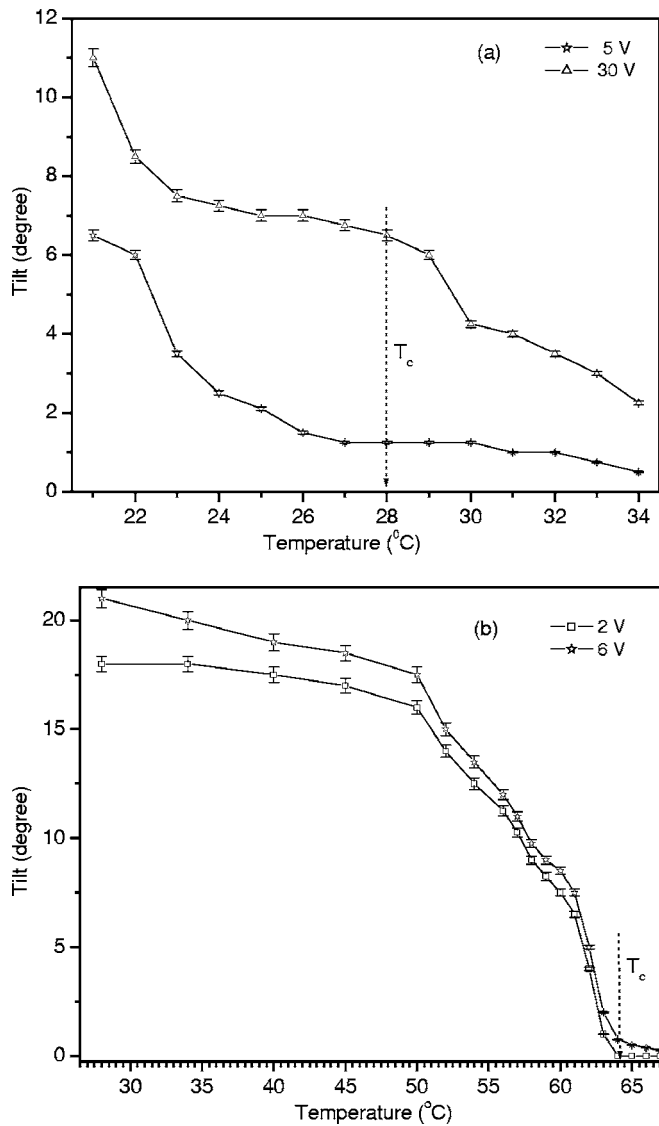 12
10
8
6
4
2
0
Tilt (degree)
(a)
5 V
30 V
T_c
22 24 26 28 30 32 34
Temperature (⁰C)
20
15
10
5
0
Tilt (degree)
(b)
2 V
6 V
T_c
30 35 40 45 50 55 60 65
Temperature (⁰C)